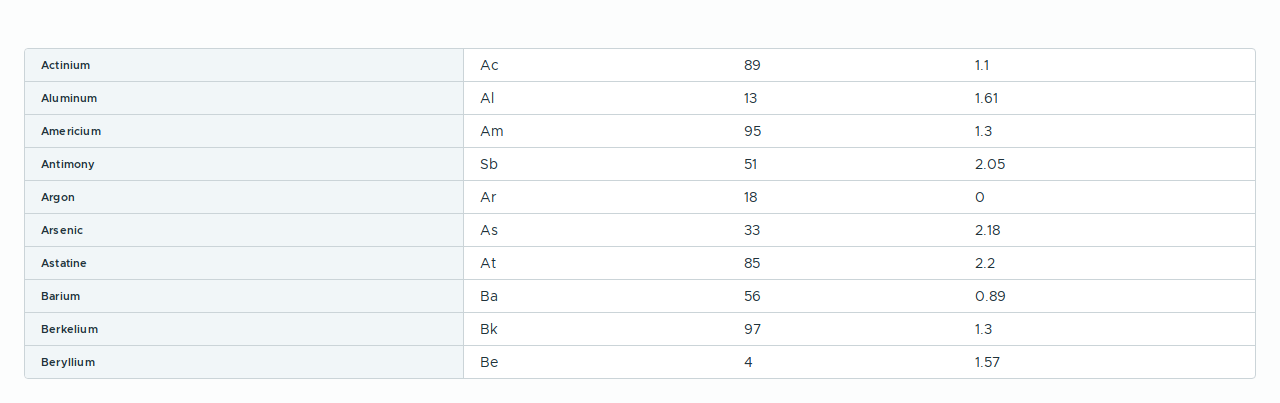 Actinium Ac 89 1.1
Aluminum Al 13 1.61
Americium Am 95 1.3
Antimony Sb 51 2.05
Argon Ar 18 0
Arsenic As 33 2.18
Astatine At 85 2.2
Barium Ba 56 0.89
Berkelium Bk 97 1.3
Beryllium Be 4 1.57